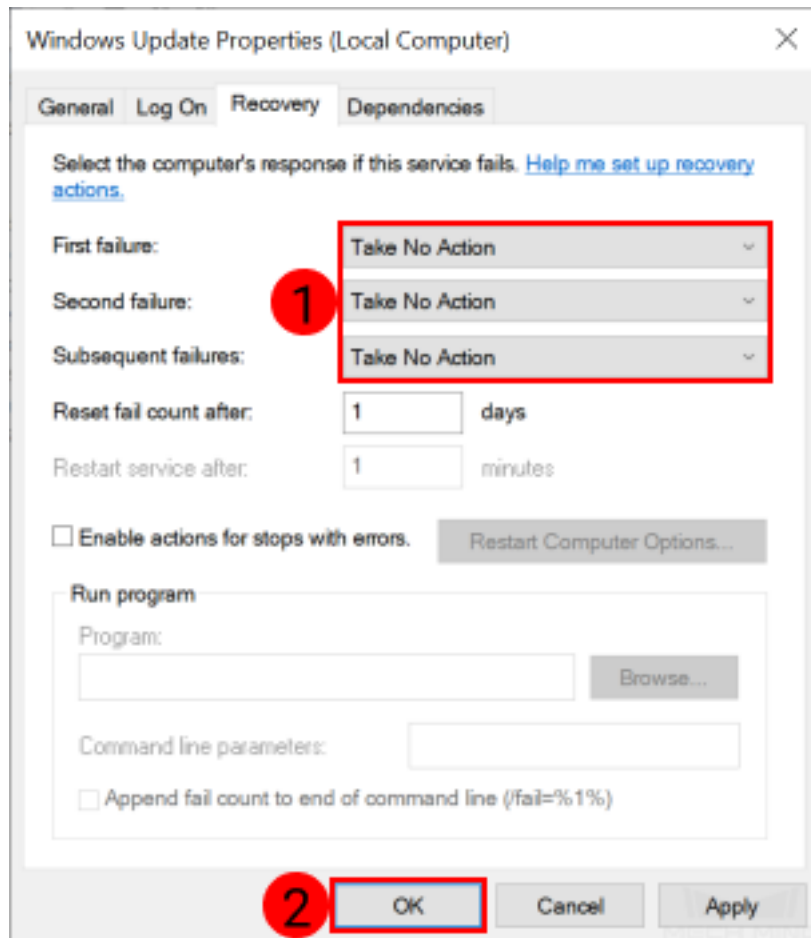 Windows Update Properties (Local Computer)
General Log On Recovery Dependencies
Select the computer's response if this service fails. Help me set up recovery
actions.
First failure: Take No Action
1
Second failure: Take No Action
Subsequent failures: Take No Action
Reset fail count after: 1 days
Restart service after: 1 minutes
Enable actions for stops with errors. Restart Computer Options...
Run program
Program:
Browse...
Command line parameters:
Append fail count to end of command line (/fail=%1%)
2 OK Cancel Apply